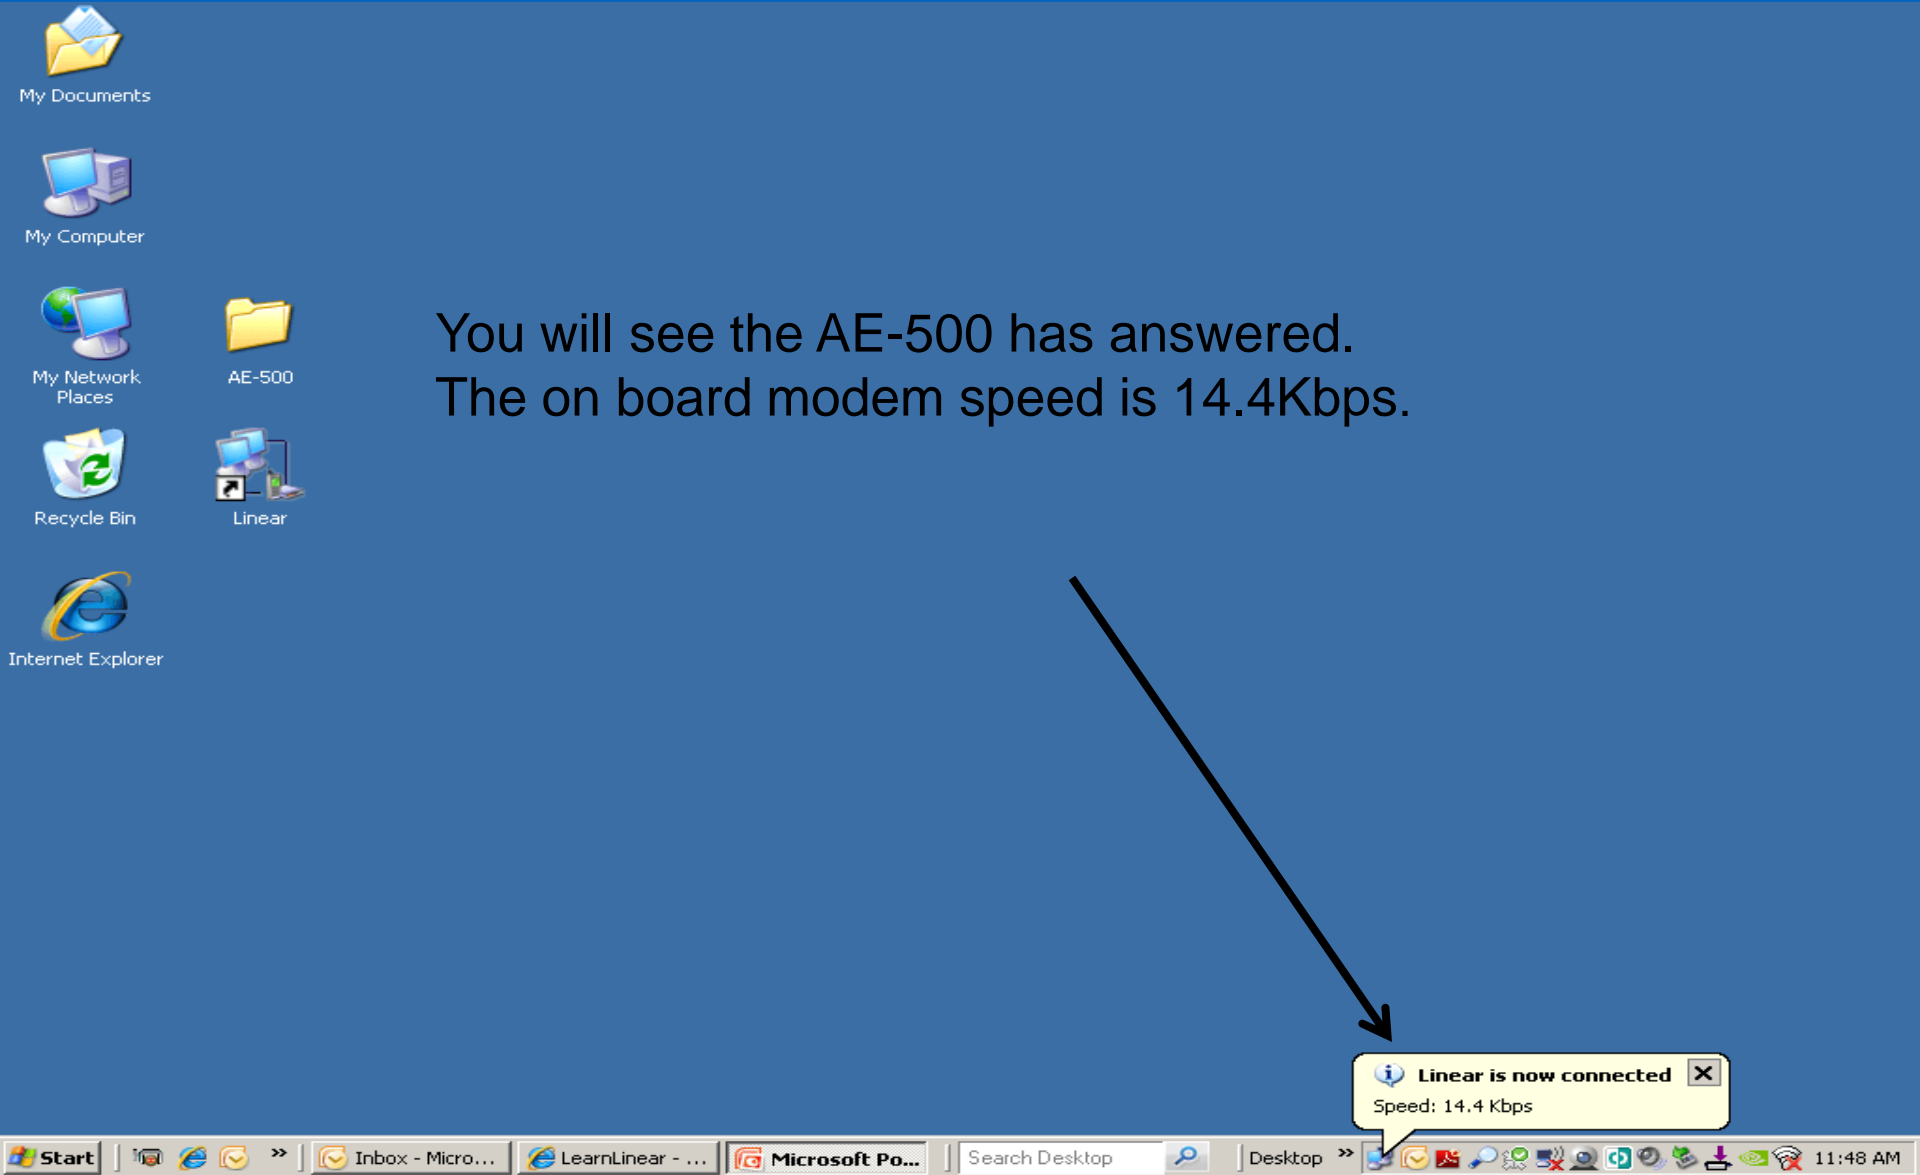 My Documents
My Computer
My Network
Places
AE-500
Recycle Bin
Linear
Internet Explorer
You will see the AE-500 has answered.
The on board modem speed is 14.4Kbps.
Linear is now connected
Speed: 14.4 Kbps
Start
Inbox - Micro...
LearnLinear - ...
Microsoft Po...
Search Desktop
Desktop »
11:48 AM